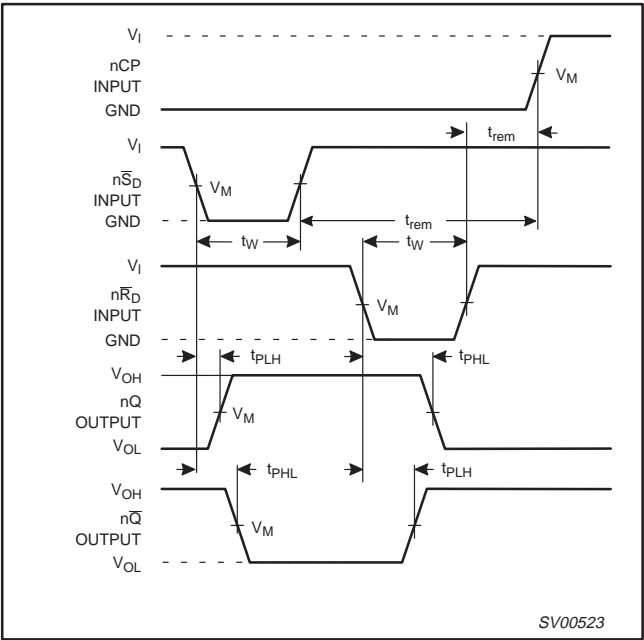 V_I
nCP
INPUT
V_M
GND
t_rem
V_I
nS̅_D
INPUT
V_M
GND
t_rem
t_W
t_W
V_I
nR̅_D
INPUT
V_M
GND
t_PLH
t_PHL
V_OH
nQ
OUTPUT
V_M
V_OL
t_PHL
t_PLH
V_OH
nQ̅
OUTPUT
V_M
V_OL
SV00523